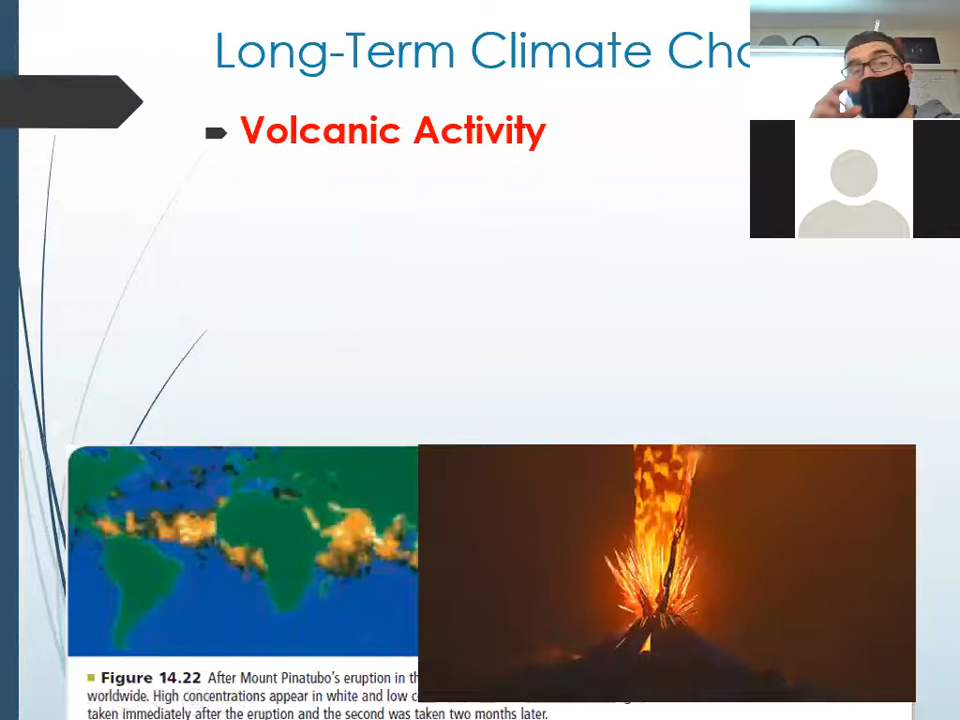 Long-Term Climate Cha
Volcanic Activity
Figure 14.22 After Mount Pinatubo's eruption in th
worldwide. High concentrations appear in white and low c
taken immediately after the eruption and the second was taken two months later.